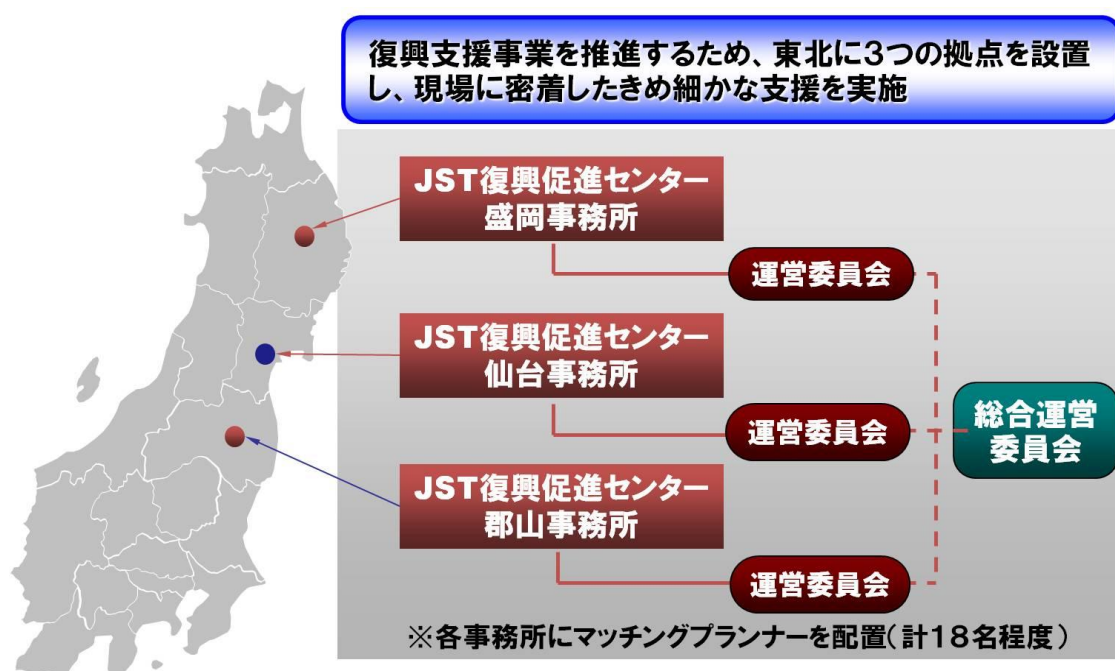 復興支援事業を推進するため、東北に3つの拠点を設置
し、現場に密着したきめ細かな支援を実施
JST復興促進センター
盛岡事務所
運営委員会
JST復興促進センター
仙台事務所
運営委員会
総合運営
委員会
JST復興促進センター
郡山事務所
運営委員会
※各事務所にマッチングプランナーを配置(計18名程度)